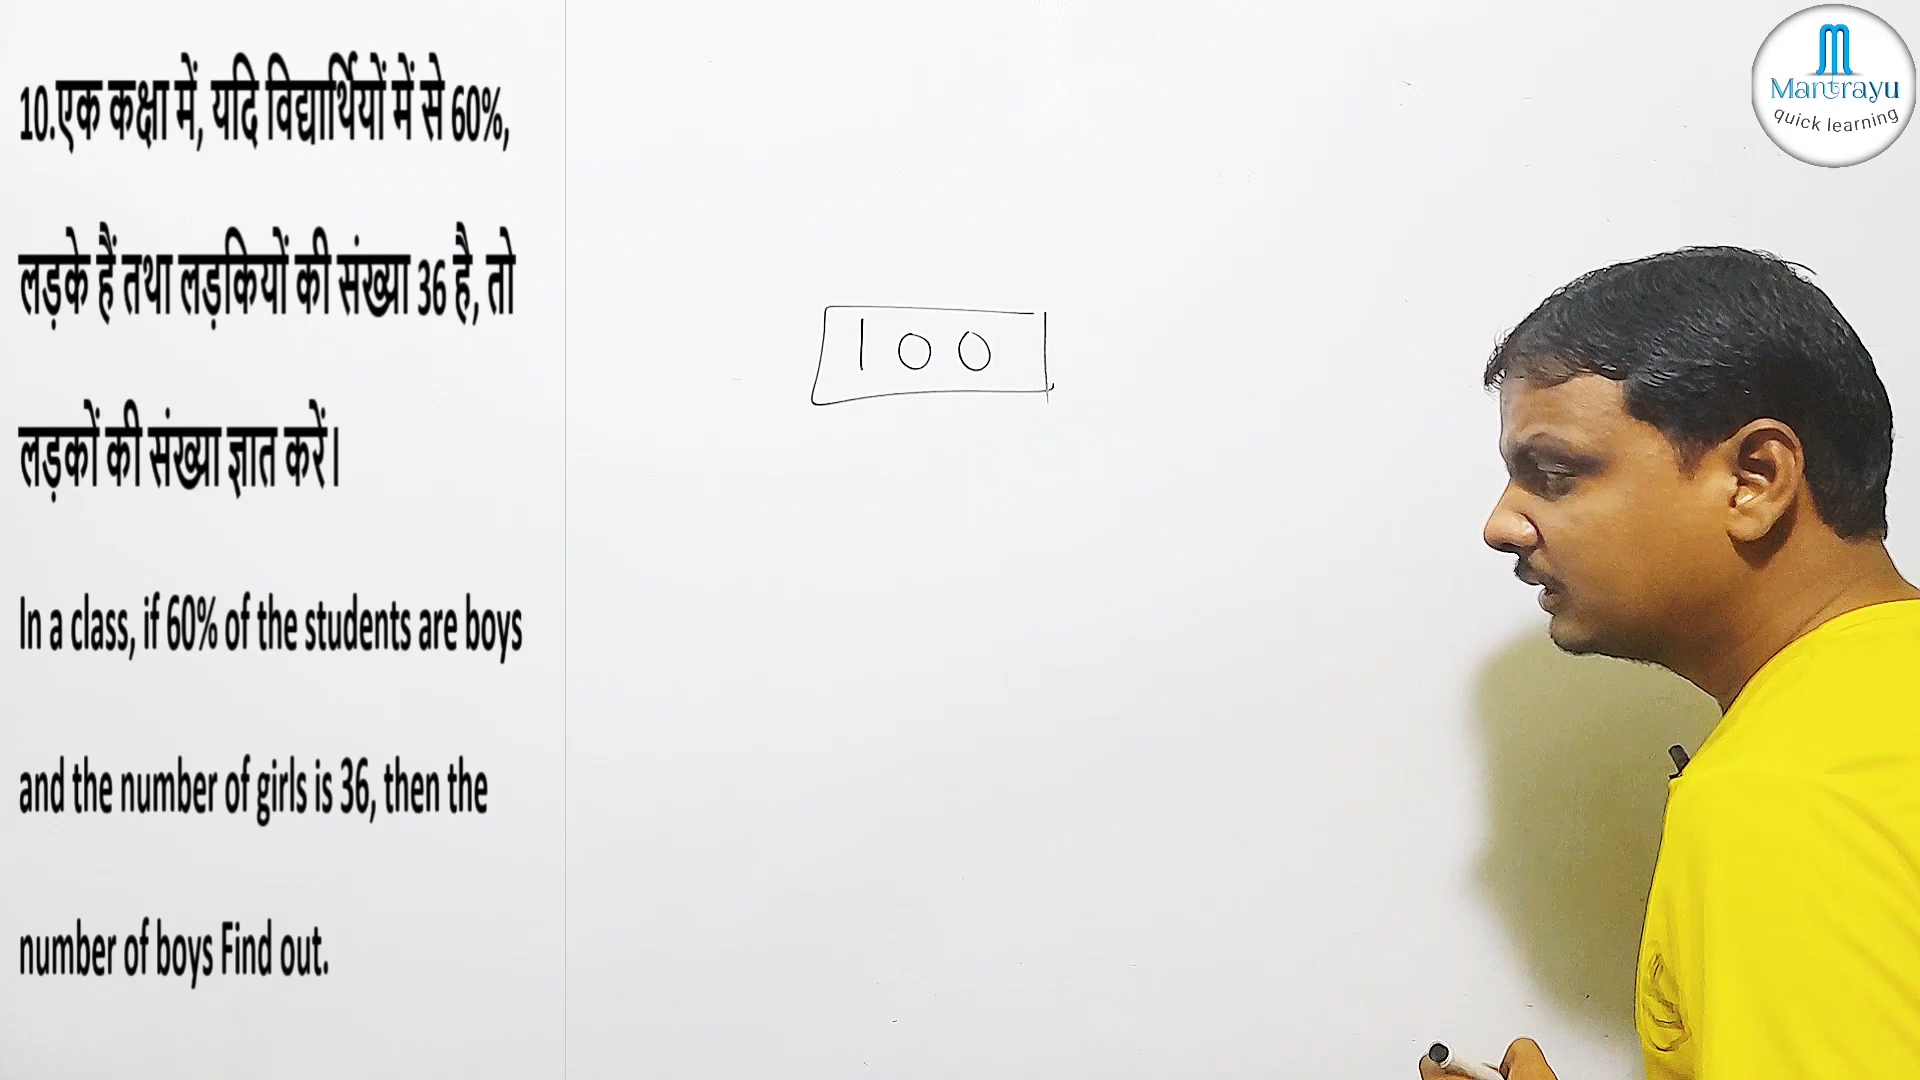 10.एक कक्षा में, यदि विद्यार्थियों में से 60%,
लड़के हैं तथा लड़कियों की संख्या 36 है, तो
लड़कों की संख्या ज्ञात करें।
In a class, if 60% of the students are boys
and the number of girls is 36, then the
number of boys Find out.
100
Mantrayu
quick learning